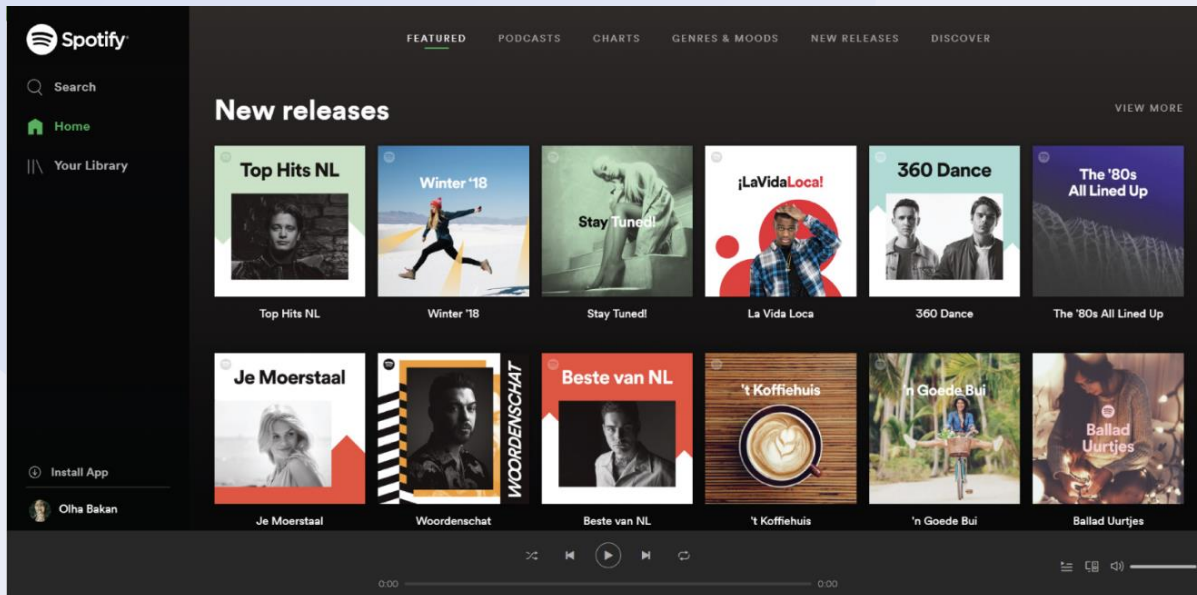 Spotify
Search
Home
Your Library
Install App
Olha Bakan
FEATURED PODCASTS CHARTS GENRES & MOODS NEW RELEASES DISCOVER
New releases
VIEW MORE
Top Hits NL
Top Hits NL
Winter '18
Winter '18
Stay Tuned!
Stay Tuned!
¡LaVidaLoca!
La Vida Loca
360 Dance
360 Dance
The '80s
All Lined Up
The '80s All Lined Up
Je Moerstaal
Je Moerstaal
WOORDENSCHAT
Woordenschat
Beste van NL
Beste van NL
't Koffiehuis
't Koffiehuis
'n Goede Bui
'n Goede Bui
Ballad
Uurtjes
Ballad Uurtjes
0:00 0:00